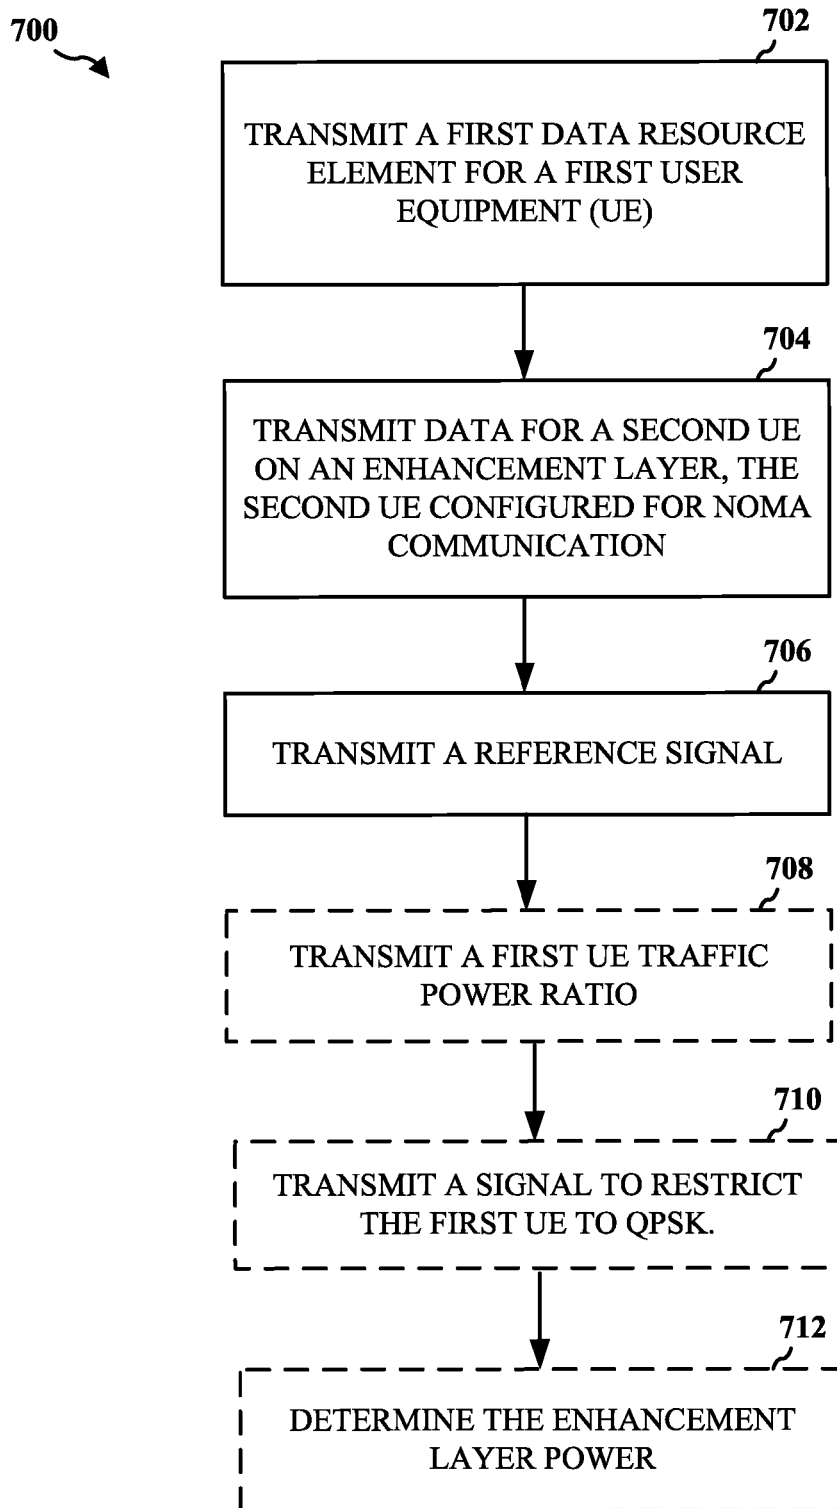 700
702
TRANSMIT A FIRST DATA RESOURCE
ELEMENT FOR A FIRST USER
EQUIPMENT (UE)
704
TRANSMIT DATA FOR A SECOND UE
ON AN ENHANCEMENT LAYER, THE
SECOND UE CONFIGURED FOR NOMA
COMMUNICATION
706
TRANSMIT A REFERENCE SIGNAL
708
TRANSMIT A FIRST UE TRAFFIC
POWER RATIO
710
TRANSMIT A SIGNAL TO RESTRICT
THE FIRST UE TO QPSK.
712
DETERMINE THE ENHANCEMENT
LAYER POWER